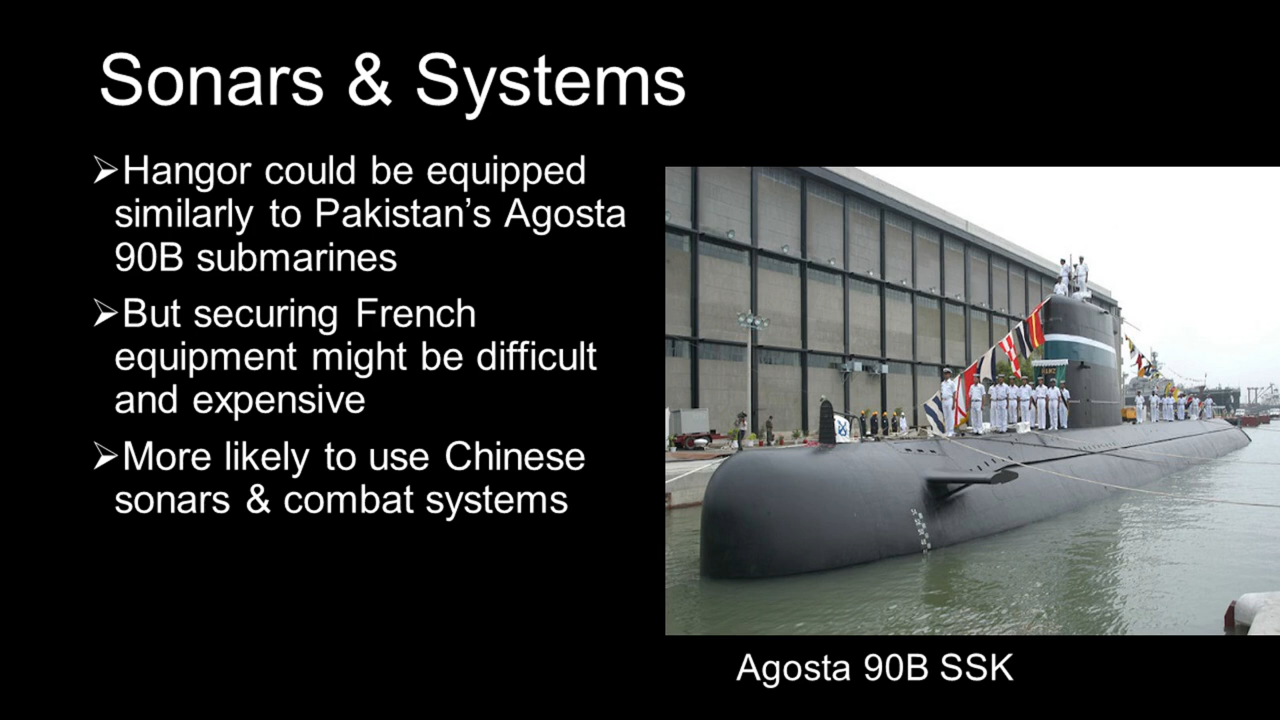 Sonars & Systems
➢Hangor could be equipped
similarly to Pakistan’s Agosta
90B submarines
➢But securing French
equipment might be difficult
and expensive
➢More likely to use Chinese
sonars & combat systems
Agosta 90B SSK